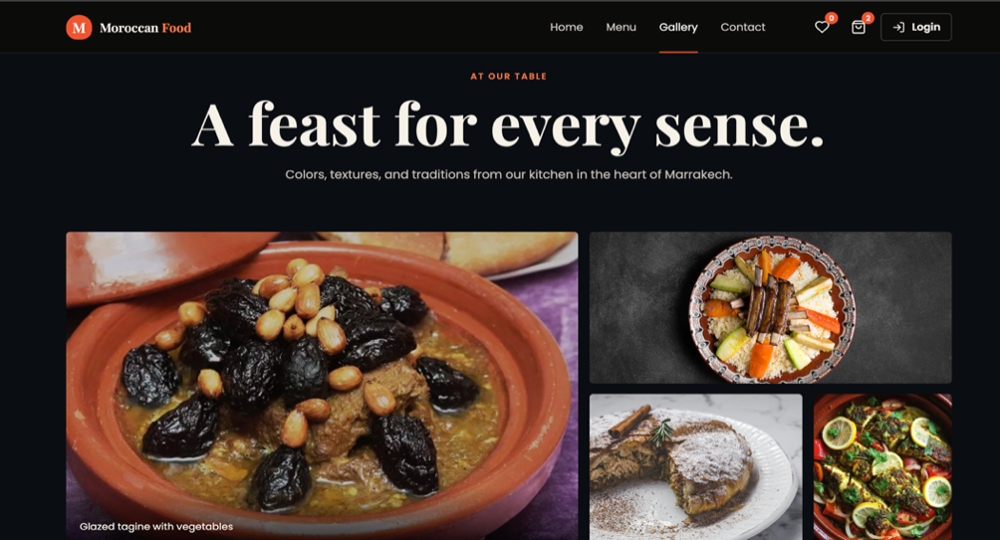 M Moroccan Food
Home Menu Gallery Contact 0 2 Login
AT OUR TABLE
A feast for every sense.
Colors, textures, and traditions from our kitchen in the heart of Marrakech.
Glazed tagine with vegetables